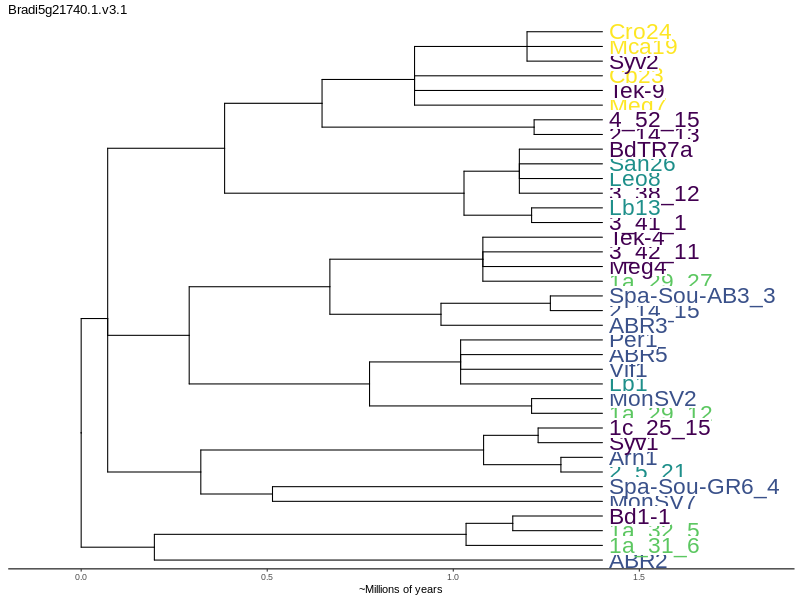 Bradi5g21740.1.v3.1
Cro24
Mca19
Syv2
Cb23
Tek-9
Meg7
4_52_15
2_14_13
BdTR7a
San26
Leo8
3_38_12
Lb13
3_41_1
Tek-4
3_42_11
Meg4
1a_29_27
Spa-Sou-AB3_3
2_14_15
ABR3
Per1
ABR5
Vif1
Lb1
MonSV2
1a_29_12
1c_25_15
Syv1
Arn1
2_5_21
Spa-Sou-GR6_4
MonSV7
Bd1-1
1a_32_5
1a_31_6
ABR2
0.0 0.5 1.0 1.5
~Millions of years